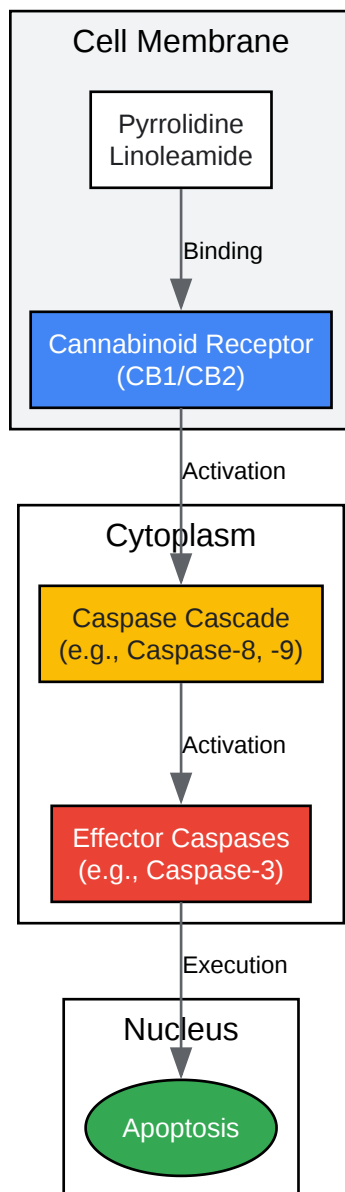 Cell Membrane
Pyrrolidine
Linoleamide
Binding
Cannabinoid Receptor
(CB1/CB2)
Activation
Cytoplasm
Caspase Cascade
(e.g., Caspase-8, -9)
Activation
Effector Caspases
(e.g., Caspase-3)
Execution
Nucleus
Apoptosis